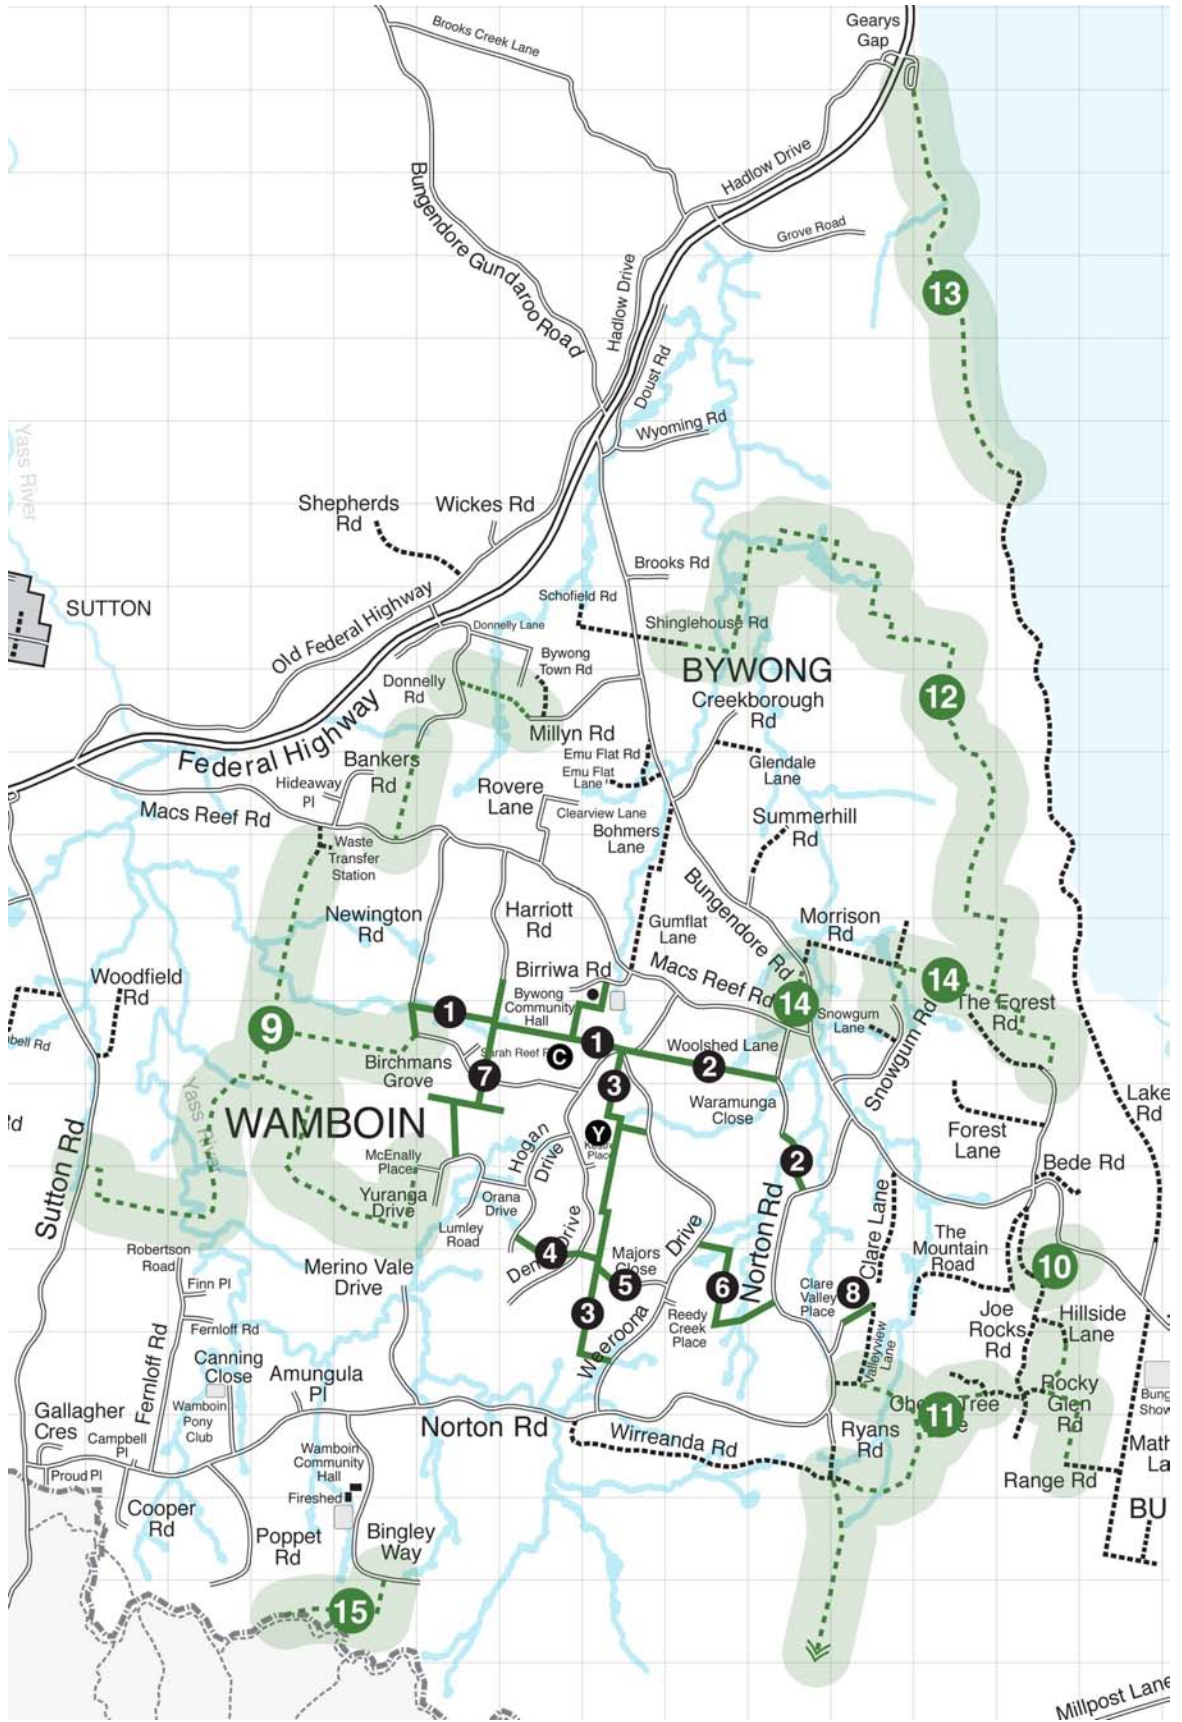 Gearys
Gap
Brooks Creek Lane
Hadlow Drive
Grove Road
Bungendore Gundaroo Road
Hadlow Drive
13
Doust Rd
Wyoming Rd
Yass River
Shepherds
Rd
Wickes Rd
Brooks Rd
Schofield Rd
SUTTON
Old Federal Highway
Donnelly Lane
Shinglehouse Rd
Bywong
Town Rd
BYWONG
Donnelly
Rd
Creekborough
Rd
12
Federal Highway
Millyn Rd
Emu Flat Rd
Emu Flat
Lane
Glendale
Lane
Bankers
Rd
Hideaway
Pl
Rovere
Lane
Clearview Lane
Macs Reef Rd
Bohmers
Lane
Summerhill
Rd
Waste
Transfer
Station
Bungendore Rd
Newington
Rd
Harriott
Rd
Gumflat
Lane
Morrison
Rd
Woodfield
Rd
Birriwa Rd
Macs Reef Rd
14
14
The Forest
Rd
Bywong
Community
Hall
1
Snowgum
Lane
Snowgum Rd
9
bell Rd
1
Woolshed Lane
Birchmans
Grove
C
2
7
3
Waramunga
Close
Lake
Rd
Yass River
WAMBOIN
Y
Place
Forest
Lane
Rd
Hogan
Drive
McEnally
Place
2
Bede Rd
Sutton Rd
Yuranga
Drive
Orana
Drive
Norton Rd
Clare Lane
Lumley
Road
Drive
The
Mountain
Road
Robertson
Road
Merino Vale
Drive
4
Majors
Close
10
Finn Pl
5
6
Clare
Valley
Place
8
3
Joe
Rocks
Rd
Hillside
Lane
Fernloff Rd
Weeroona Drive
Reedy
Creek
Place
Valleyview
Lane
Fernloff Rd
Canning
Close
Amungula
Pl
Rocky
Glen
Rd
Gallagher
Cres
Wamboin
Pony
Club
Norton Rd
11
Tree
Ryans
Rd
Campbell
Pl
Wamboin
Community
Hall
Wirreanda Rd
Proud Pl
Fireshed
Range Rd
Cooper
Rd
Poppet
Rd
Bingley
Way
BU
15
Millpost Lane